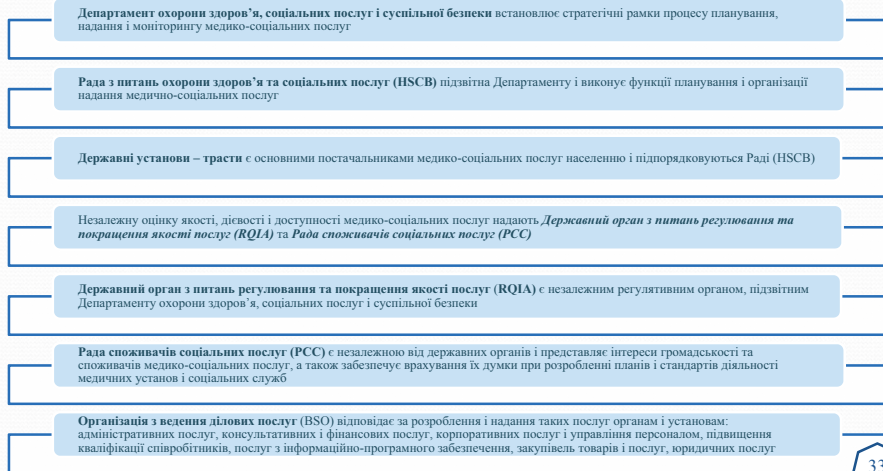 Департамент охорони здоров’я, соціальних послуг і суспільної безпеки встановлює стратегічні рамки процесу планування,
надання і моніторингу медико-соціальних послуг
Рада з питань охорони здоров’я та соціальних послуг (HSCB) підзвітна Департаменту і виконує функції планування і організації
надання медично-соціальних послуг
Державні установи – трасти є основними постачальниками медико-соціальних послуг населенню і підпорядковуються Раді (HSCB)
Незалежну оцінку якості, дієвості і доступності медико-соціальних послуг надають Державний орган з питань регулювання та
покращення якості послуг (RQIA) та Рада споживачів соціальних послуг (PCC)
Державний орган з питань регулювання та покращення якості послуг (RQIA) є незалежним регулятивним органом, підзвітним
Департаменту охорони здоров’я, соціальних послуг і суспільної безпеки
Рада споживачів соціальних послуг (PCC) є незалежною від державних органів і представляє інтереси громадськості та
споживачів медико-соціальних послуг, а також забезпечує врахування їх думки при розробленні планів і стандартів діяльності
медичних установ і соціальних служб
Організація з ведення ділових послуг (BSO) відповідає за розроблення і надання таких послуг органам і установам:
адміністративних послуг, консультативних і фінансових послуг, корпоративних послуг і управління персоналом, підвищення
кваліфікації співробітників, послуг з інформаційно-програмного забезпечення, закупівель товарів і послуг, юридичних послуг
33